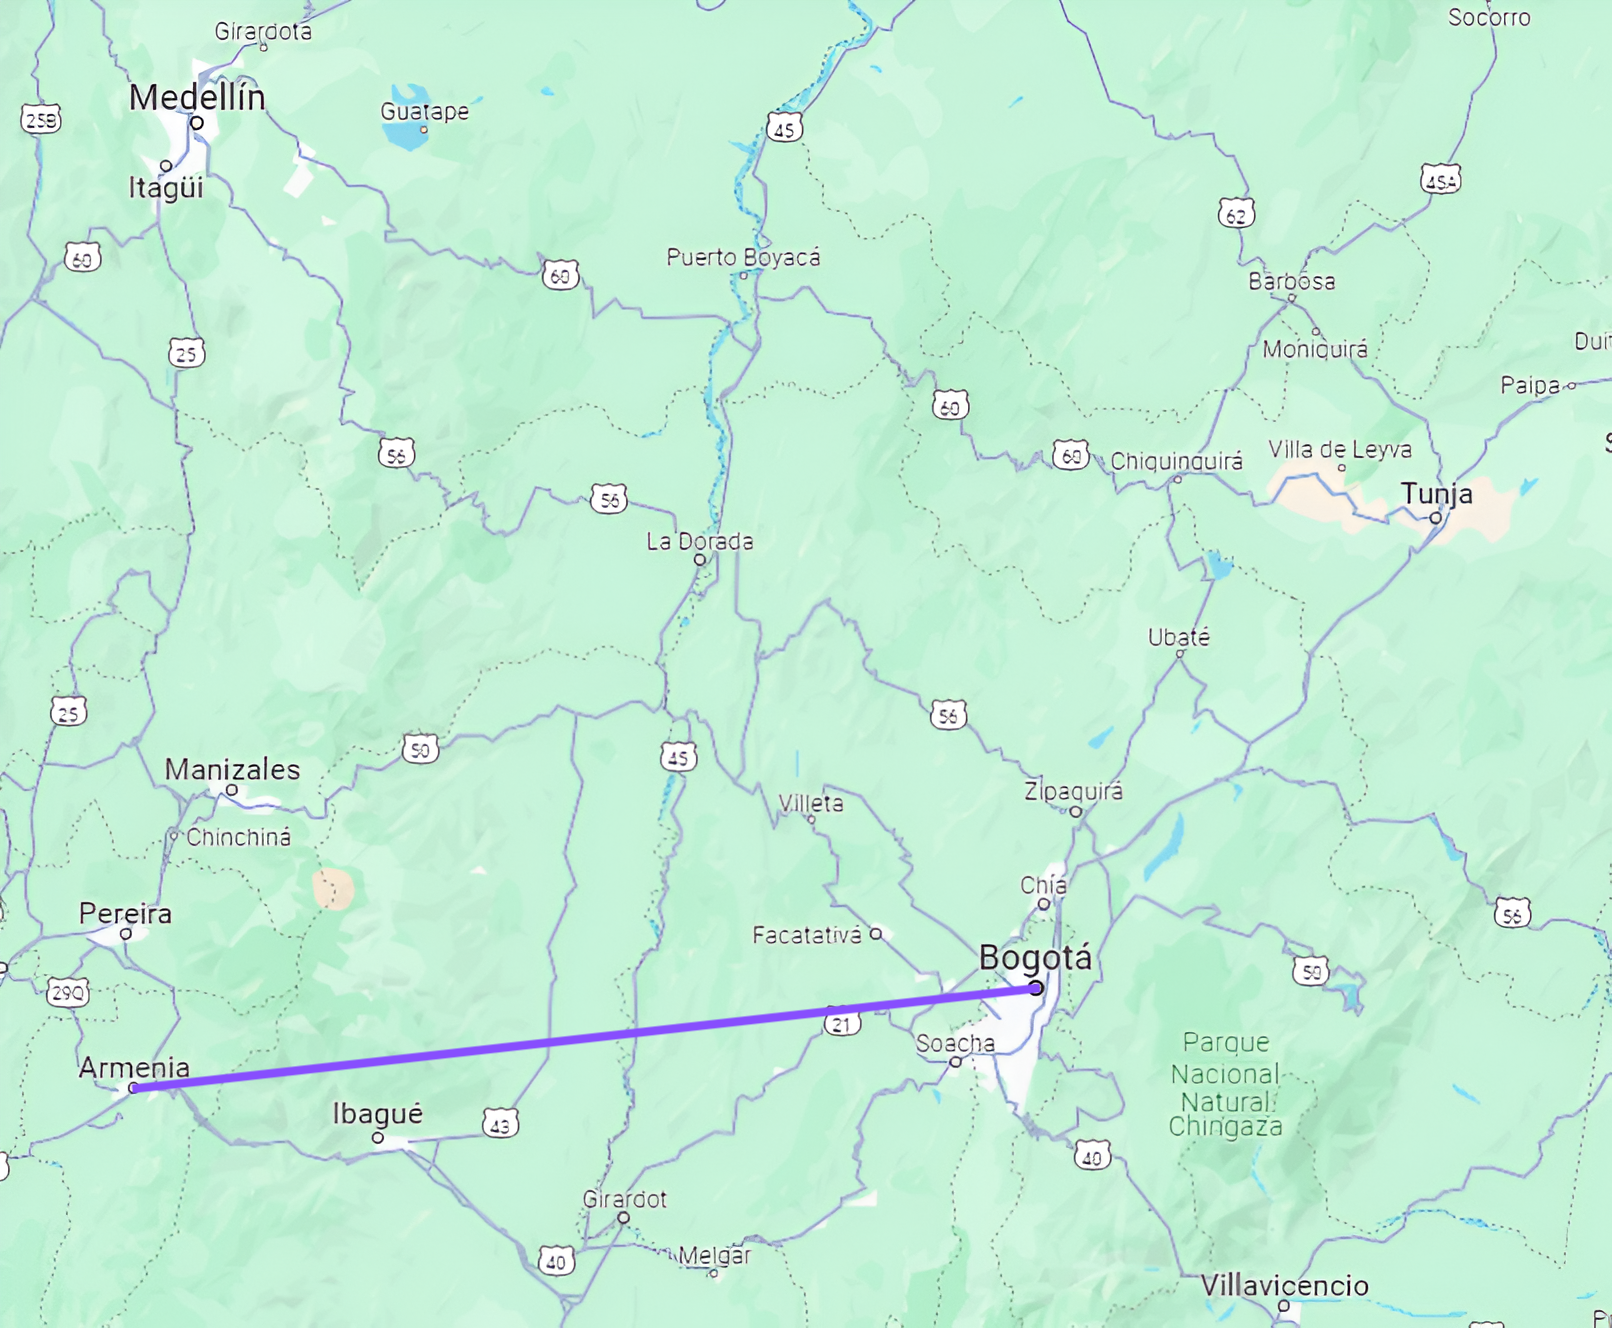 Girardota
Socorro
Medellín
Guatape
25B
45
Itagüi
45A
62
60
Puerto Boyacá
60
Barbosa
25
Moniquirá
Paipa
60
56
60
Chiquinquirá
Villa de Leyva
Tunja
56
La Dorada
Ubaté
25
56
50
45
Manizales
Zipaquirá
Villeta
Chinchiná
Chía
Pereira
56
Facatativá
Bogotá
50
29Q
21
Soacha
Parque
Nacional
Natural
Chingaza
Armenia
Ibagué
43
40
Girardot
40
Melgar
Villavicencio